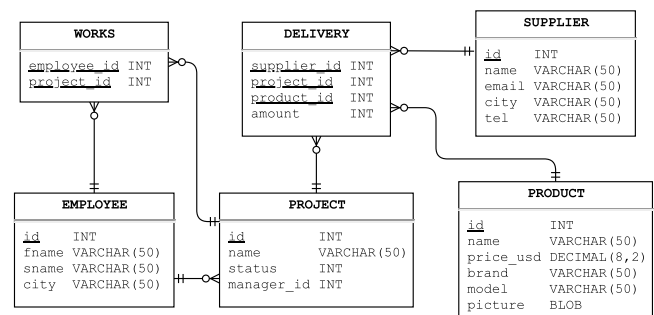 WORKS
employee_id INT
project_id INT
DELIVERY
supplier_id INT
project_id INT
product_id INT
amount INT
SUPPLIER
id INT
name VARCHAR(50)
email VARCHAR(50)
city VARCHAR(50)
tel VARCHAR(50)
EMPLOYEE
id INT
fname VARCHAR(50)
sname VARCHAR(50)
city VARCHAR(50)
PROJECT
id INT
name VARCHAR(50)
status INT
manager_id INT
PRODUCT
id INT
name VARCHAR(50)
price_usd DECIMAL(8,2)
brand VARCHAR(50)
model VARCHAR(50)
picture BLOB